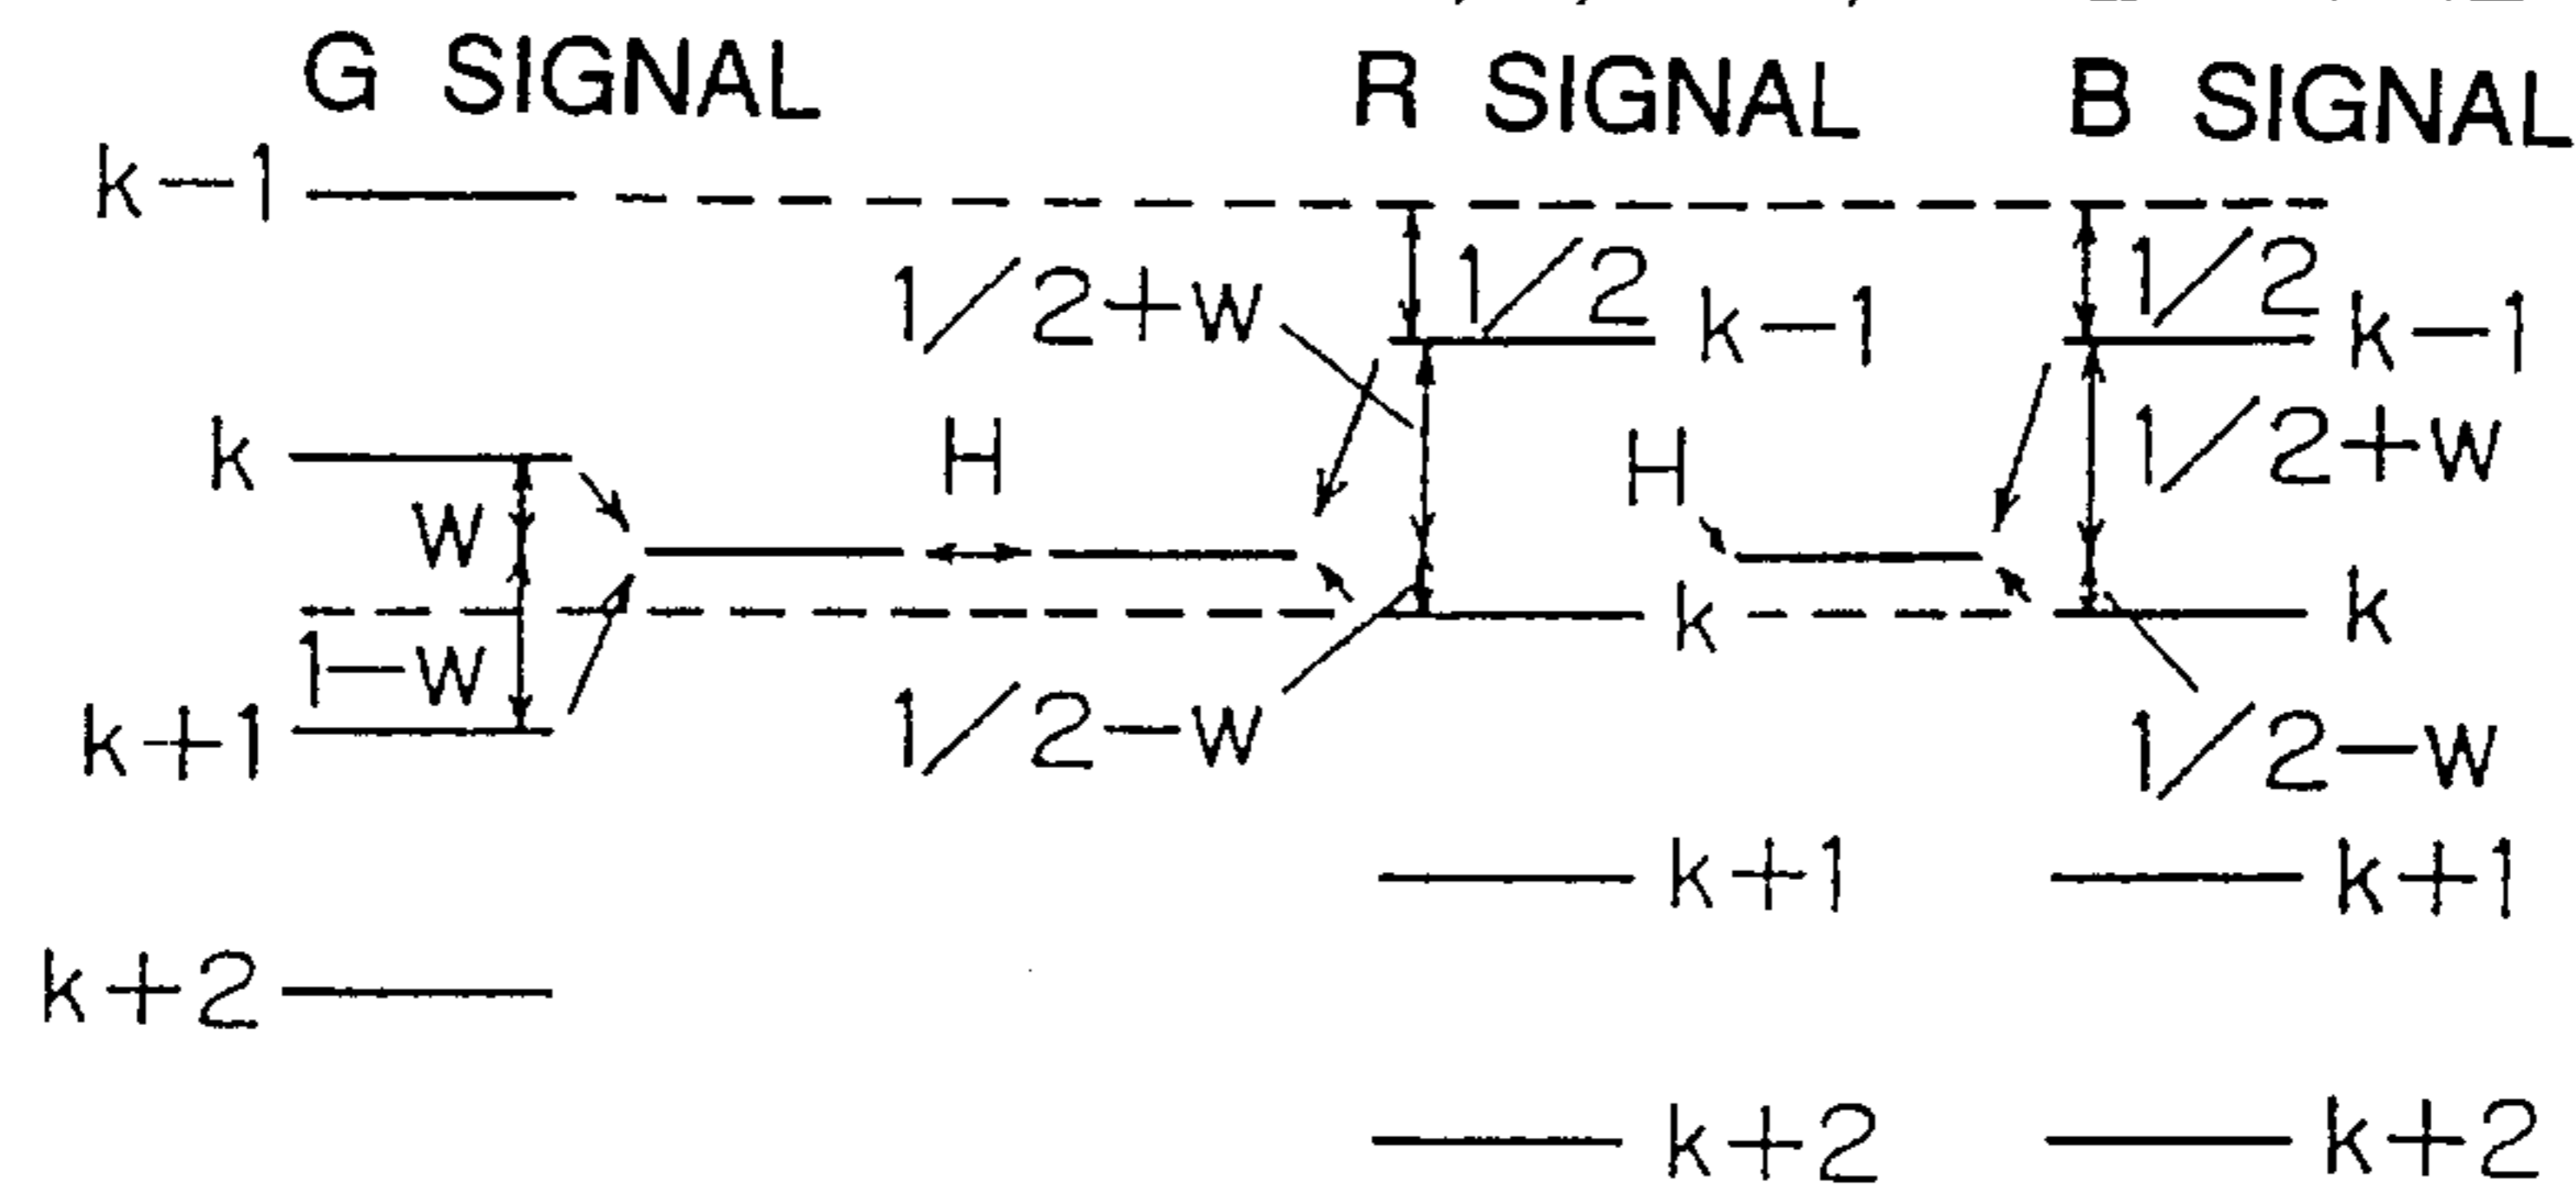 G SIGNAL R SIGNAL B SIGNAL
k-1
1/2+W 1/2 k-1 1/2 k-1
k W H H 1/2+W
1-W k k
k+1 1/2-W 1/2-W
k+1 k+1
k+2
k+2 k+2